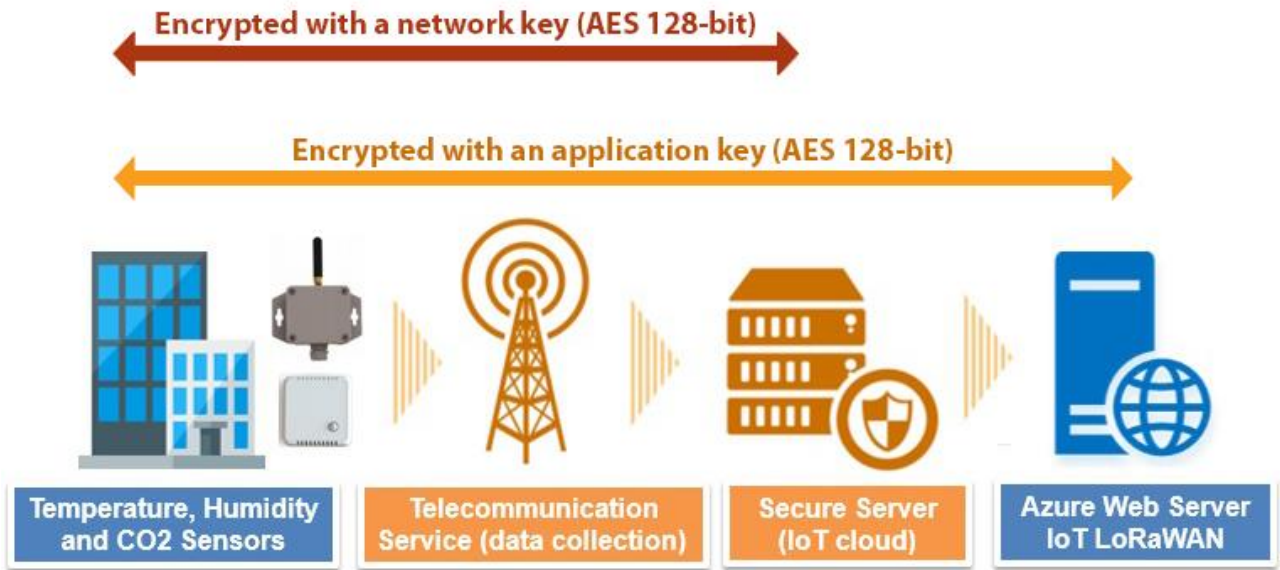 Encrypted with a network key (AES 128-bit)
Encrypted with an application key (AES 128-bit)
Temperature, Humidity
and CO2 Sensors
Telecommunication
Service (data collection)
Secure Server
(IoT cloud)
Azure Web Server
IoT LoRaWAN